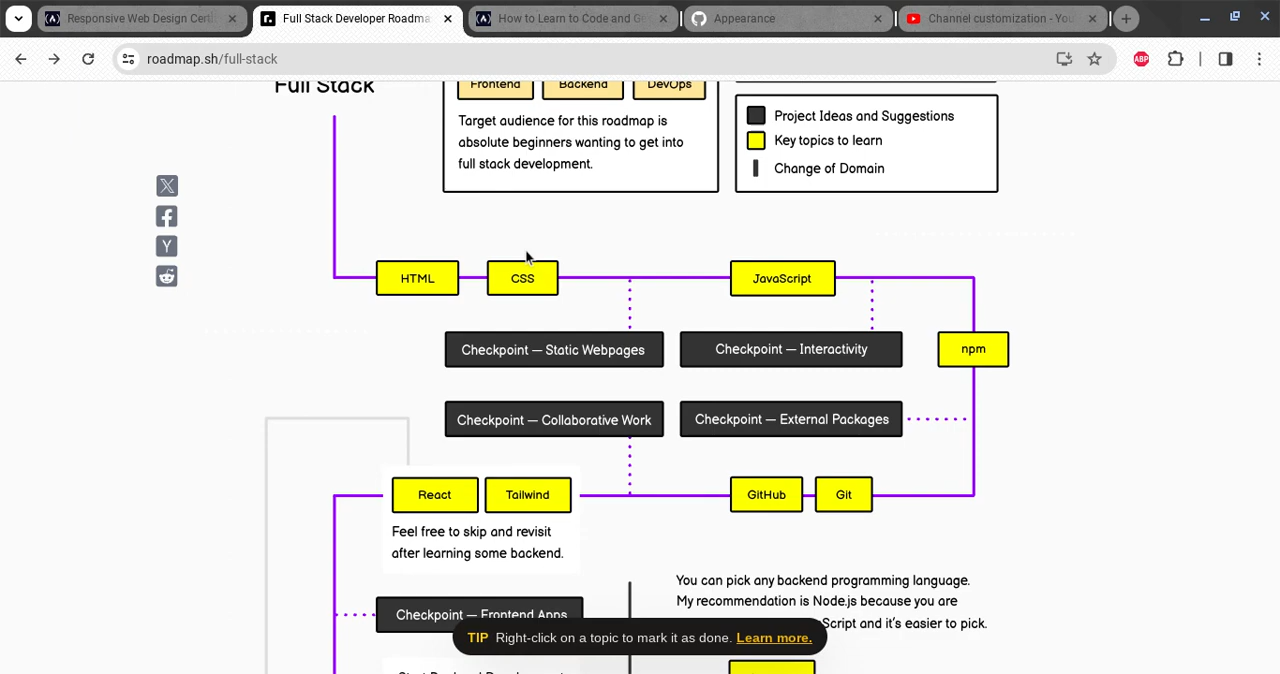 Responsive Web Design Certi
Full Stack Developer Roadma
How to Learn to Code and G
Appearance
Channel customization - You
roadmap.sh/full-stack
ABP
Full Stack
Frontend
Backend
DevOps
Target audience for this roadmap is
absolute beginners wanting to get into
full stack development.
Project Ideas and Suggestions
Key topics to learn
Change of Domain
HTML
CSS
JavaScript
Checkpoint — Static Webpages
Checkpoint — Interactivity
npm
Checkpoint — Collaborative Work
Checkpoint — External Packages
React
Tailwind
GitHub
Git
Feel free to skip and revisit
after learning some backend.
You can pick any backend programming language.
My recommendation is Node.js because you are
Script and it's easier to pick.
Checkpoint — Frontend Apps
TIP Right-click on a topic to mark it as done. Learn more.